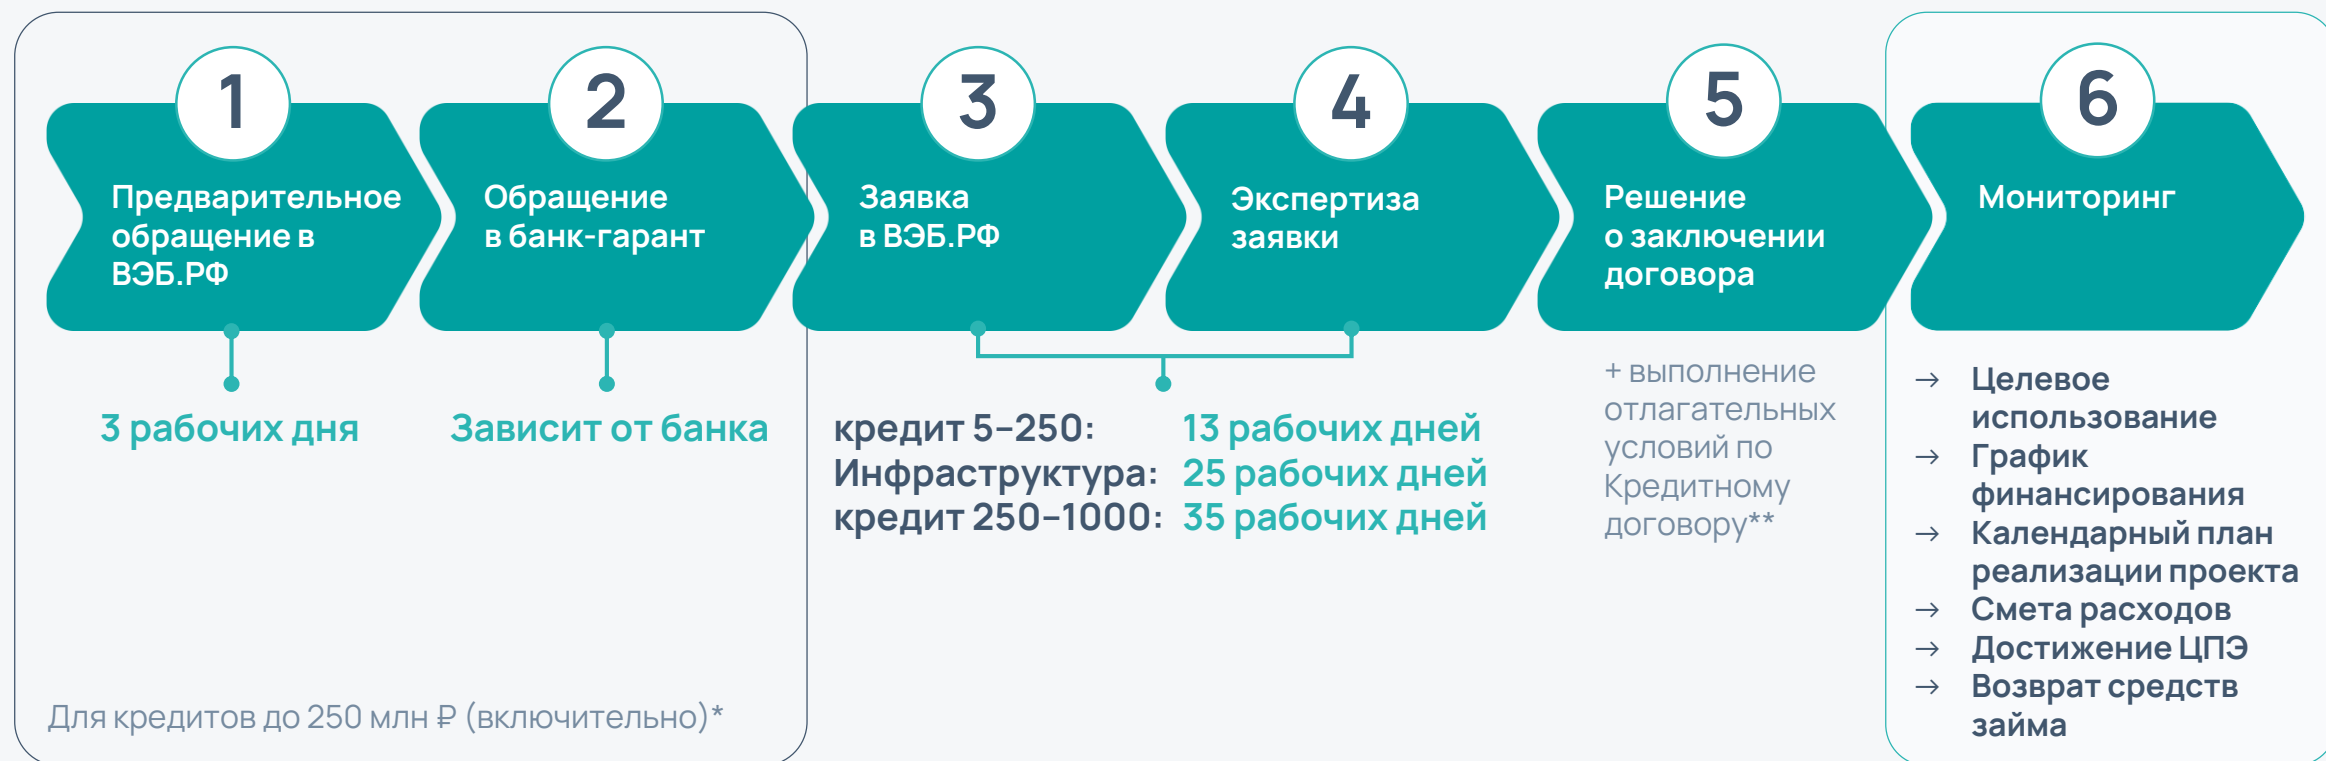 1
Предварительное
обращение в
ВЭБ.РФ
3 рабочих дня
2
Обращение
в банк-гарант
Зависит от банка
Для кредитов до 250 млн ₽ (включительно)*
3
Заявка
в ВЭБ.РФ
4
Экспертиза
заявки
кредит 5–250: 13 рабочих дней
Инфраструктура: 25 рабочих дней
кредит 250–1000: 35 рабочих дней
5
Решение
о заключении
договора
+ выполнение
отлагательных
условий по
Кредитному
договору**
6
Мониторинг
→ Целевое
использование
→ График
финансирования
→ Календарный план
реализации проекта
→ Смета расходов
→ Достижение ЦПЭ
→ Возврат средств
займа